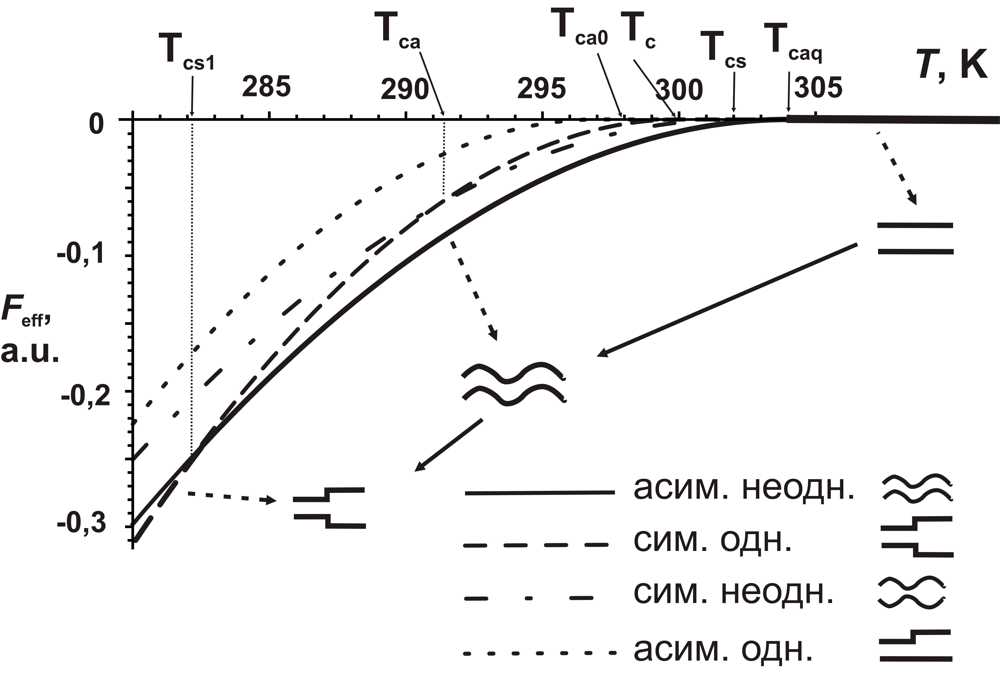 T_cs1 T_ca T_ca0 T_c T_cs T_caq T, K
285 290 295 300 305
0
-0,1
F_eff, a.u.
-0,2
-0,3
асим. неодн.
сим. одн.
сим. неодн.
асим. одн.